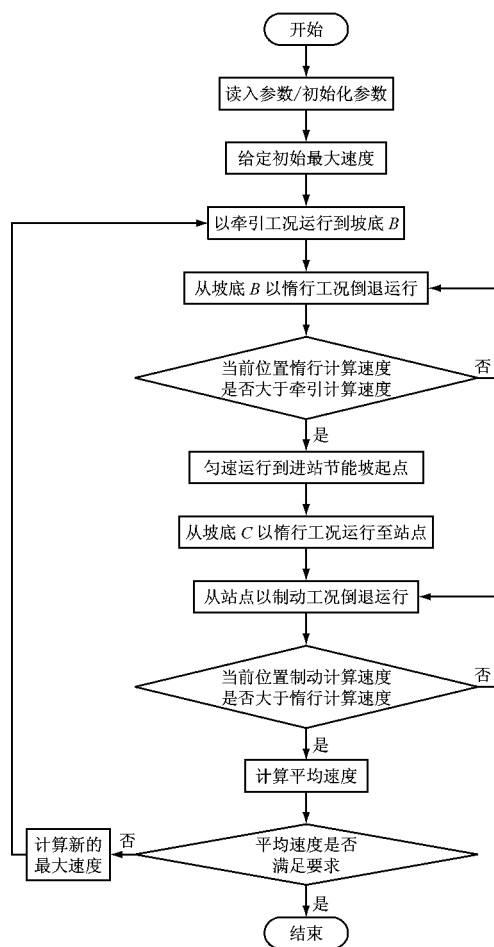 开始
读入参数/初始化参数
给定初始最大速度
以牵引工况运行到坡底 B
从坡底 B 以惰行工况倒退运行
当前位置惰行计算速度
是否大于牵引计算速度
否
是
匀速运行到进站节能坡起点
从坡底 C 以惰行工况运行至站点
从站点以制动工况倒退运行
当前位置制动计算速度
是否大于惰行计算速度
否
是
计算平均速度
平均速度是否
满足要求
否
计算新的
最大速度
是
结束